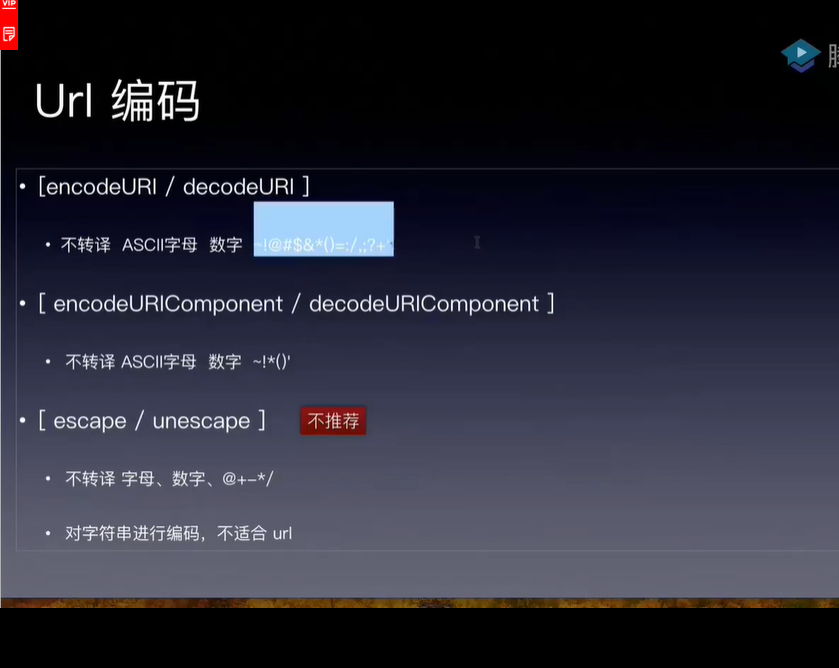 VIP
Url 编码
• [encodeURI / decodeURI ]
• 不转译 ASCII字母 数字 ~!@#$&*()=:/,;?+'
• [ encodeURIComponent / decodeURIComponent ]
• 不转译 ASCII字母 数字 ~!*()'
• [ escape / unescape ] 不推荐
• 不转译 字母、数字、@+-*/
• 对字符串进行编码，不适合 url